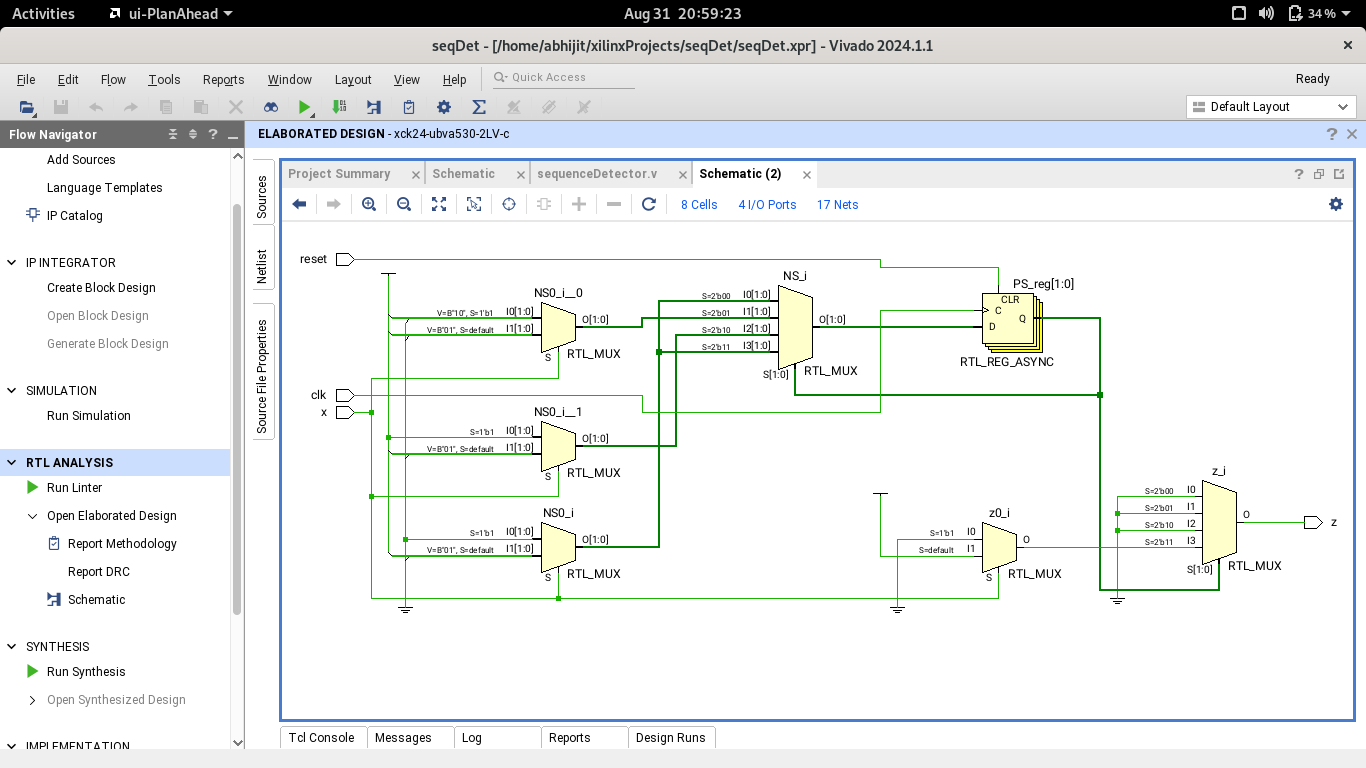 Activities ui-PlanAhead Aug 31 20:59:23 34 %
seqDet - [/home/abhijit/xilinxProjects/seqDet/seqDet.xpr] - Vivado 2024.1.1
File Edit Flow Tools Reports Window Layout View Help Quick Access Ready
Default Layout
Flow Navigator
ELABORATED DESIGN - xck24-ubva530-2LV-c
Add Sources
Language Templates
IP Catalog
IP INTEGRATOR
Create Block Design
Open Block Design
Generate Block Design
SIMULATION
Run Simulation
RTL ANALYSIS
Run Linter
Open Elaborated Design
Report Methodology
Report DRC
Schematic
SYNTHESIS
Run Synthesis
Open Synthesized Design
IMPLEMENTATION
Sources
Netlist
Source File Properties
Project Summary Schematic sequenceDetector.v Schematic (2)
8 Cells 4 I/O Ports 17 Nets
reset
clk
x
NS0_i__0
V=B"10", S=1'b1 I0[1:0]
V=B"01", S=default I1[1:0]
O[1:0]
S
RTL_MUX
NS0_i__1
S=1'b1 I0[1:0]
V=B"01", S=default I1[1:0]
O[1:0]
S
RTL_MUX
NS0_i
S=1'b1 I0[1:0]
V=B"01", S=default I1[1:0]
O[1:0]
S
RTL_MUX
NS_i
S=2'b00 I0[1:0]
S=2'b01 I1[1:0]
S=2'b10 I2[1:0]
S=2'b11 I3[1:0]
O[1:0]
S[1:0]
RTL_MUX
PS_reg[1:0]
CLR
C
Q
D
RTL_REG_ASYNC
z0_i
S=1'b1 I0
S=default I1
O
S
RTL_MUX
z_i
S=2'b00 I0
S=2'b01 I1
S=2'b10 I2
S=2'b11 I3
O
S[1:0]
RTL_MUX
z
Tcl Console Messages Log Reports Design Runs